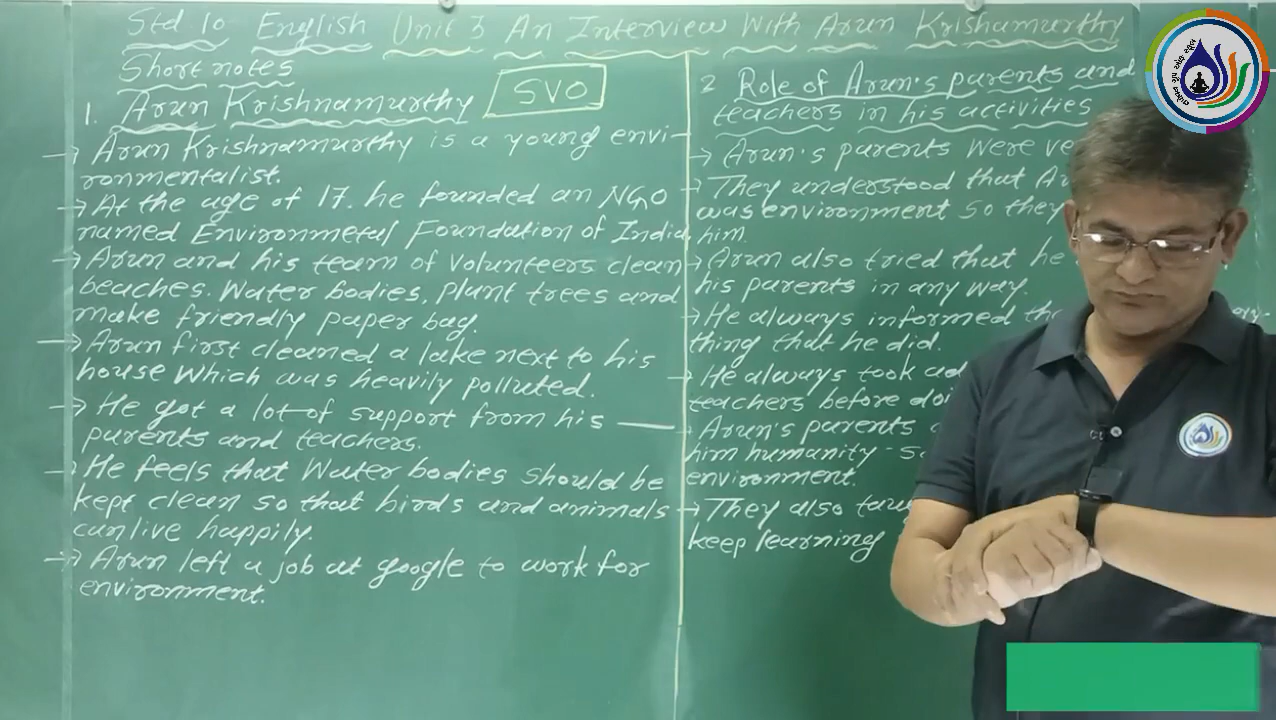 Std 10 English Unit 3 An Interview With Arun Krishamurthy
Short notes
SVO
1. Arun Krishnamurthy
→ Arun Krishnamurthy is a young envi-
ronmentalist.
→ At the age of 17. he founded an NGO
named Environmetal Foundation of India
→ Arun and his team of volunteers clean
beaches. Water bodies, plant trees and
make friendly paper bag.
→ Arun first cleaned a lake next to his
house which was heavily polluted.
→ He got a lot of support from his
parents and teachers.
→ He feels that Water bodies should be
kept clean so that birds and animals
can live happily.
→ Arun left a job at google to work for
environment.
2 Role of Arun's parents and
teachers in his activities
→ Arun's parents were
→ They understood that
was environment so they
him.
→ Arun also tried that he
his parents in any way.
→ He always informed
thing that he did.
→ He always took
teachers before
→ Arun's parents
him humanity -
environment.
→ They also
keep learning